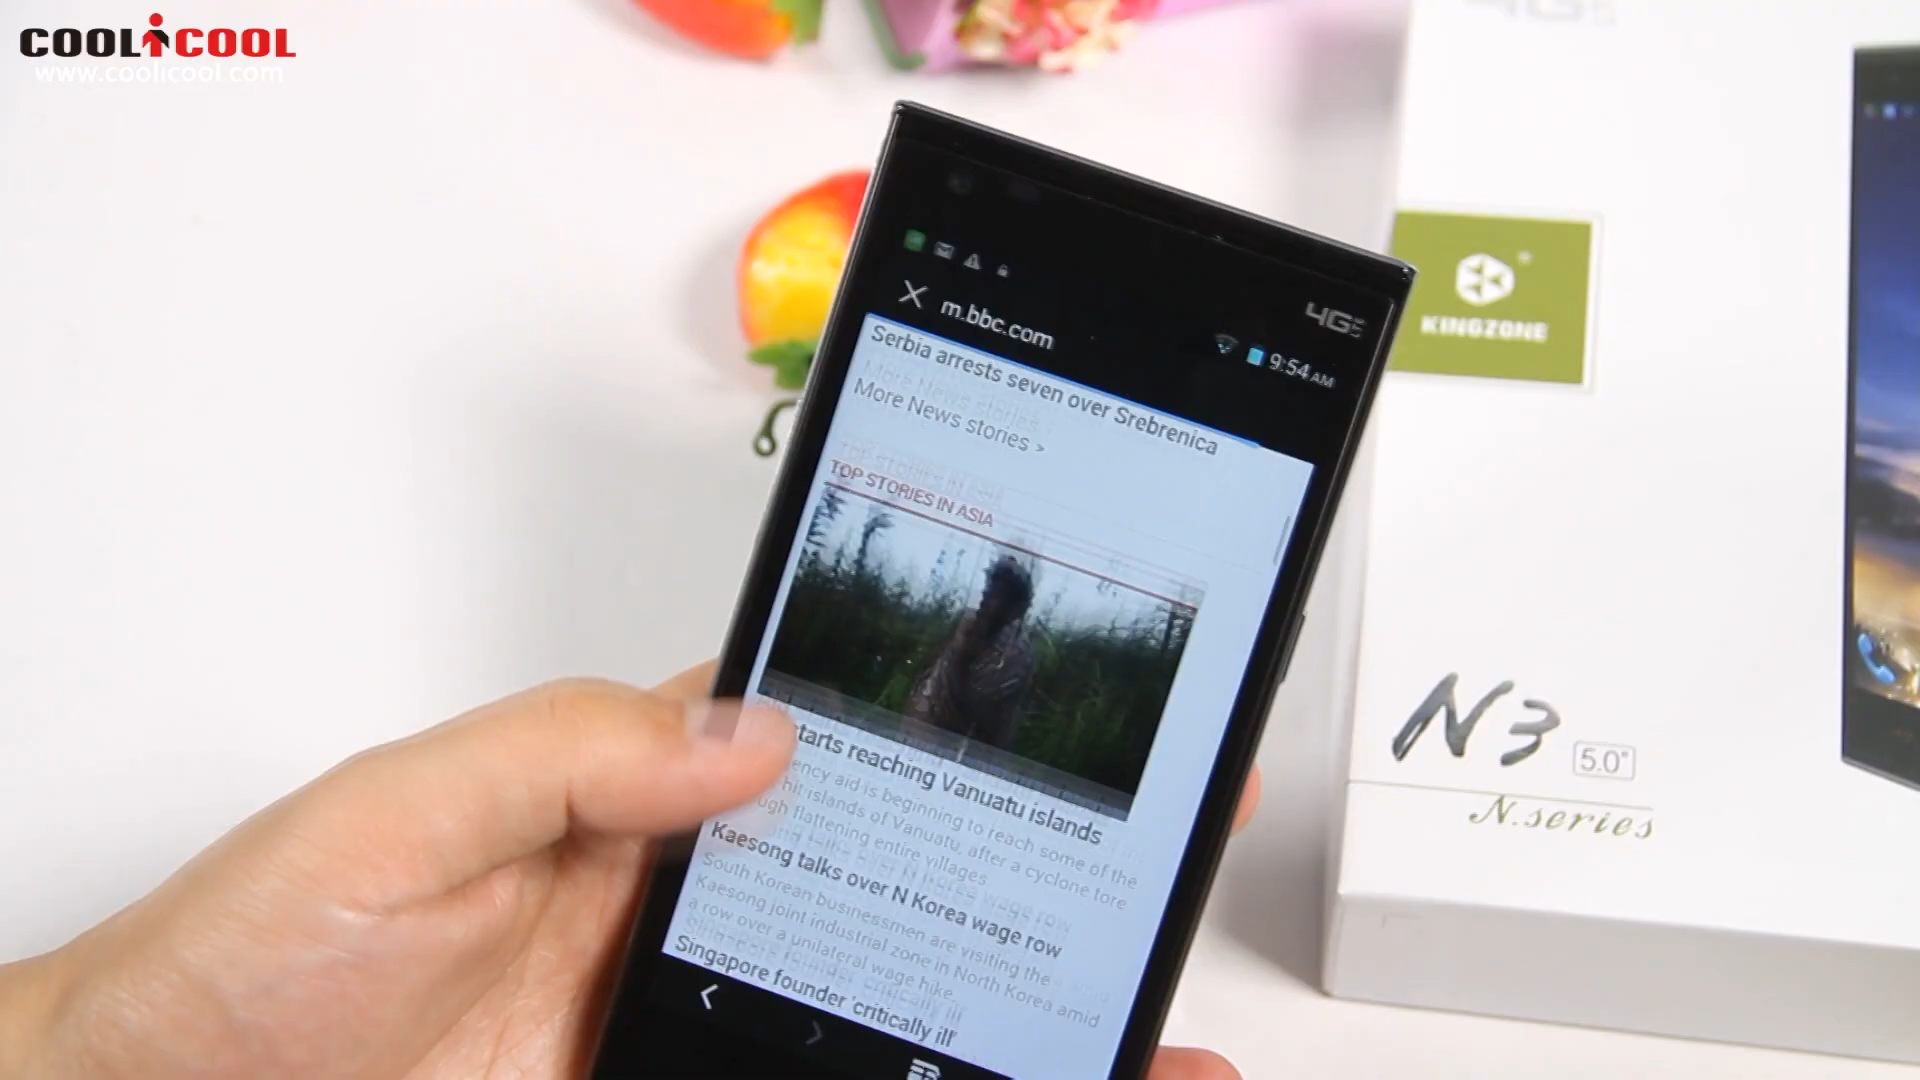 COOLICOOL
www.coolicool.com
4G
m.bbc.com
9:54 AM
Serbia arrests seven over Srebrenica
More News stories >
TOP STORIES IN ASIA
starts reaching Vanuatu islands
ency aid is beginning to reach some of the
hit islands of Vanuatu, after a cyclone tore
ugh flattening entire villages.
Kaesong talks over N Korea wage row
South Korean businessmen are visiting the
Kaesong joint industrial zone in North Korea amid
a row over a unilateral wage hike.
Singapore founder 'critically ill'
KINGZONE
N3 5.0"
N.series